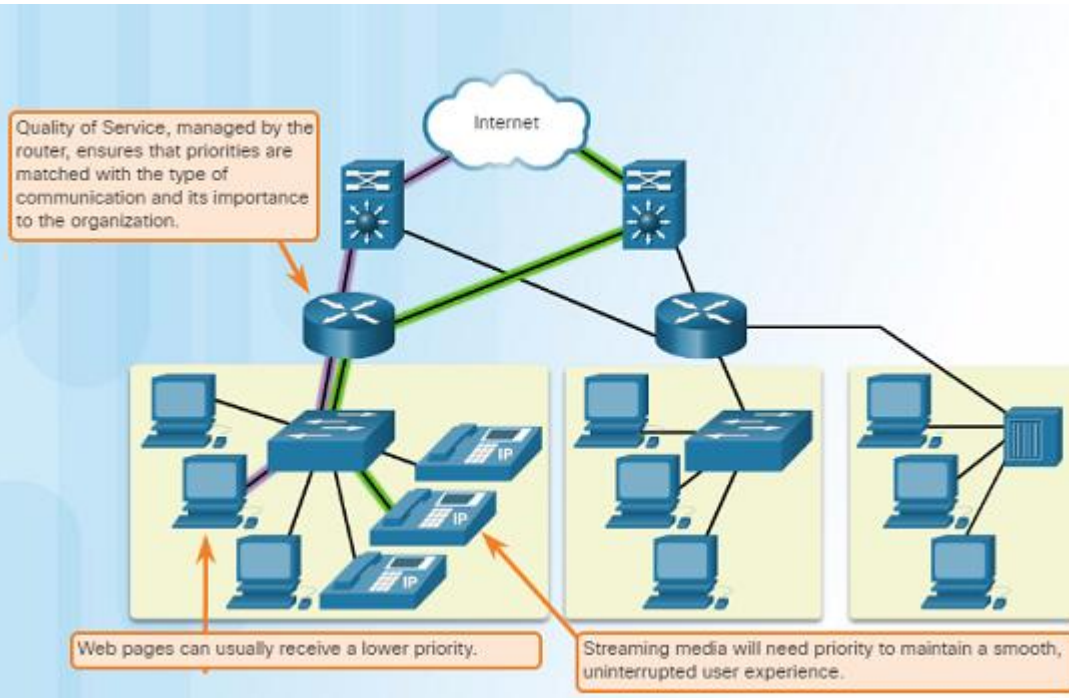 Internet
Quality of Service, managed by the
router, ensures that priorities are
matched with the type of
communication and its importance
to the organization.
IP
IP
IP
Web pages can usually receive a lower priority.
Streaming media will need priority to maintain a smooth,
uninterrupted user experience.